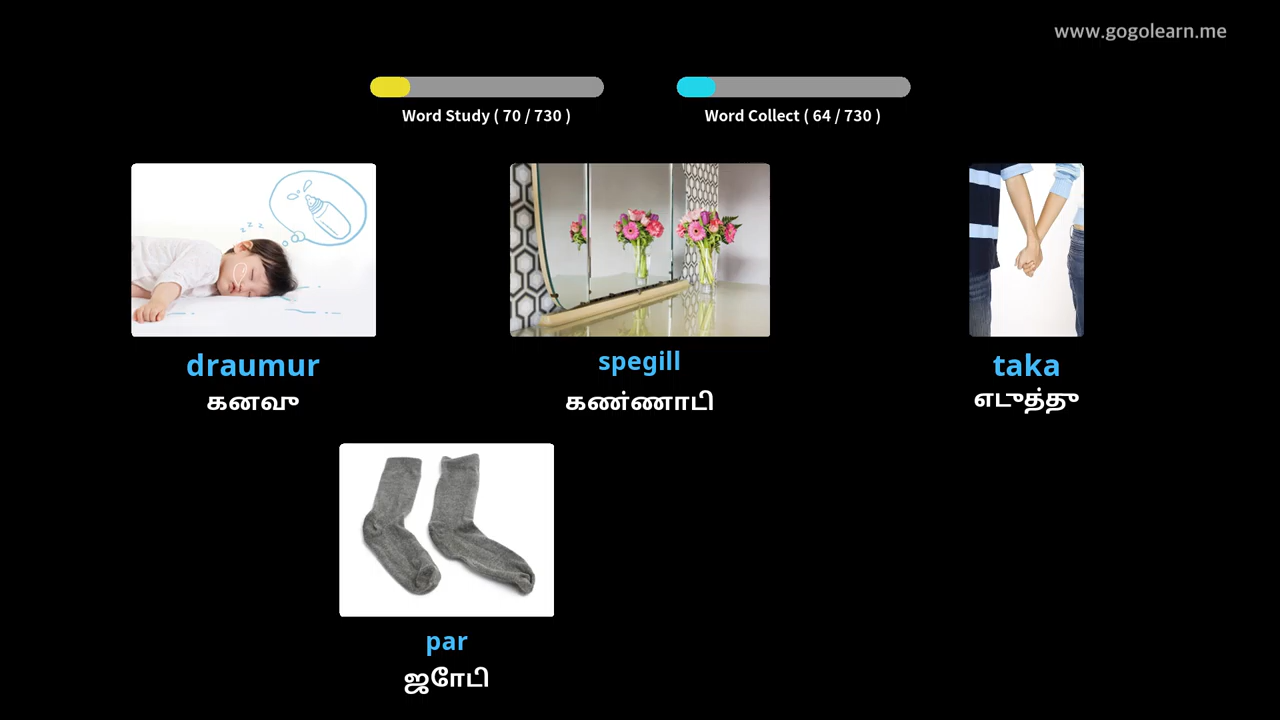 www.gogolearn.me
Word Study ( 70 / 730 )
Word Collect ( 64 / 730 )
z z z
draumur
கனவு
spegill
கண்ணாடி
taka
எடுத்து
par
ஜோடி